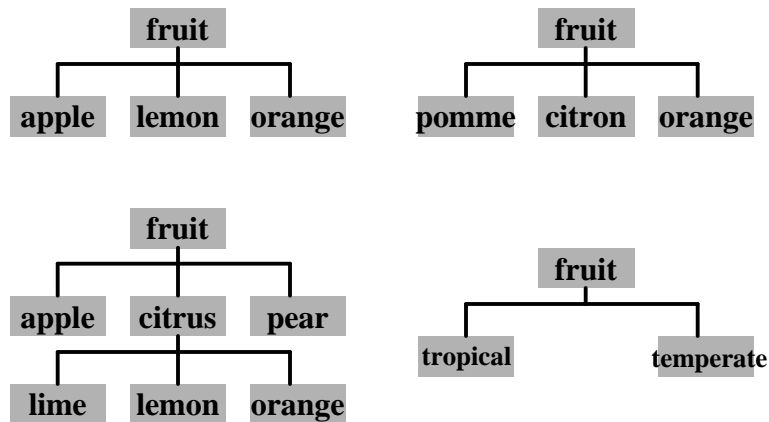 fruit
apple lemon orange
fruit
pomme citron orange
fruit
apple citrus pear
lime lemon orange
fruit
tropical temperate